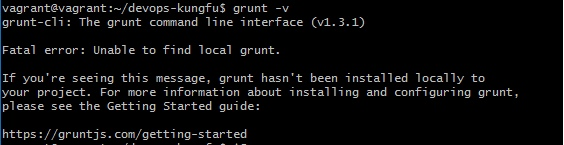 vagrant@vagrant:~/devops-kungfu$ grunt -v
grunt-cli: The grunt command line interface (v1.3.1)
Fatal error: Unable to find local grunt.
If you're seeing this message, grunt hasn't been installed locally to
your project. For more information about installing and configuring grunt,
please see the Getting Started guide:
https://gruntjs.com/getting-started